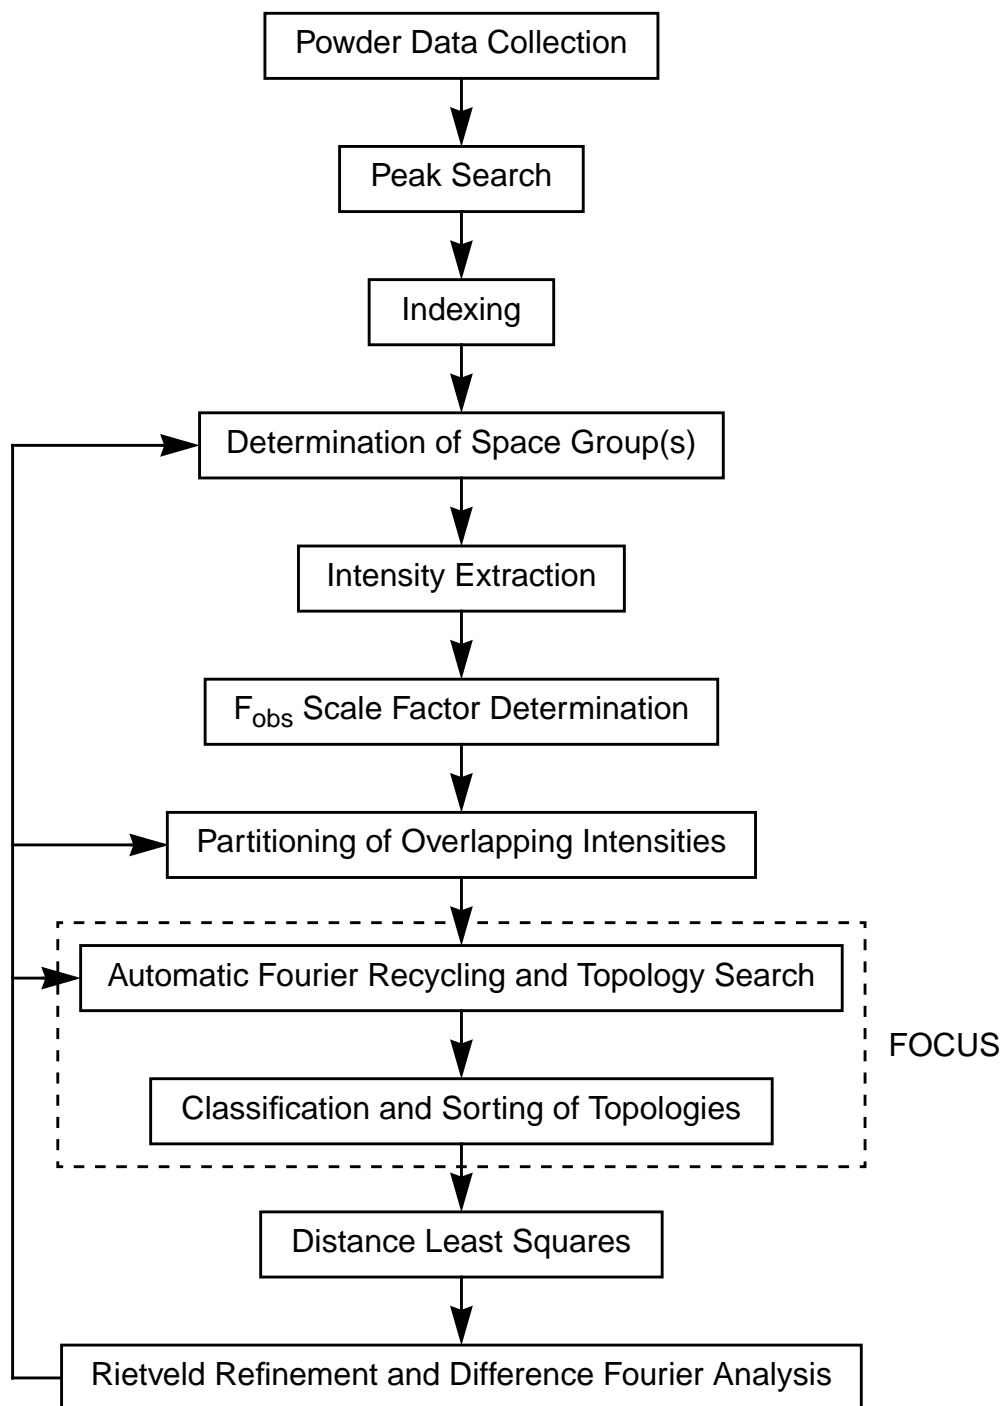 Powder Data Collection
Peak Search
Indexing
Determination of Space Group(s)
Intensity Extraction
Fobs Scale Factor Determination
Partitioning of Overlapping Intensities
Automatic Fourier Recycling and Topology Search
FOCUS
Classification and Sorting of Topologies
Distance Least Squares
Rietveld Refinement and Difference Fourier Analysis